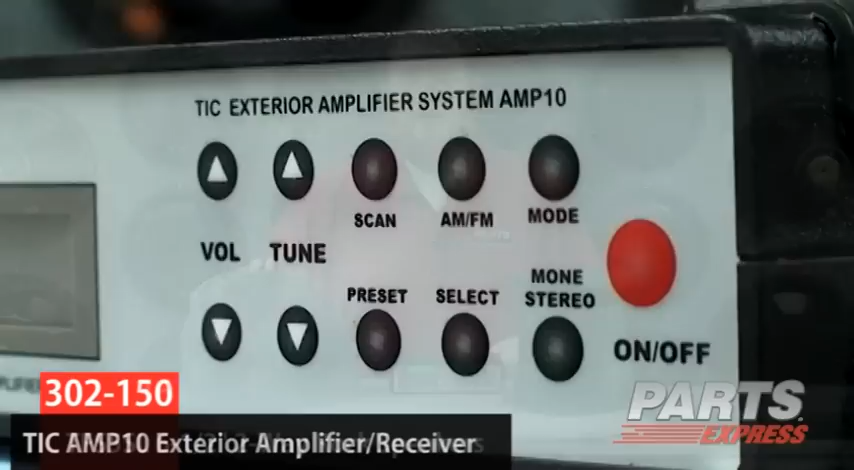 TIC EXTERIOR AMPLIFIER SYSTEM AMP10
SCAN AM/FM MODE
VOL TUNE
PRESET SELECT MONE
STEREO
ON/OFF
302-150
PARTS
EXPRESS
TIC AMP10 Exterior Amplifier/Receiver